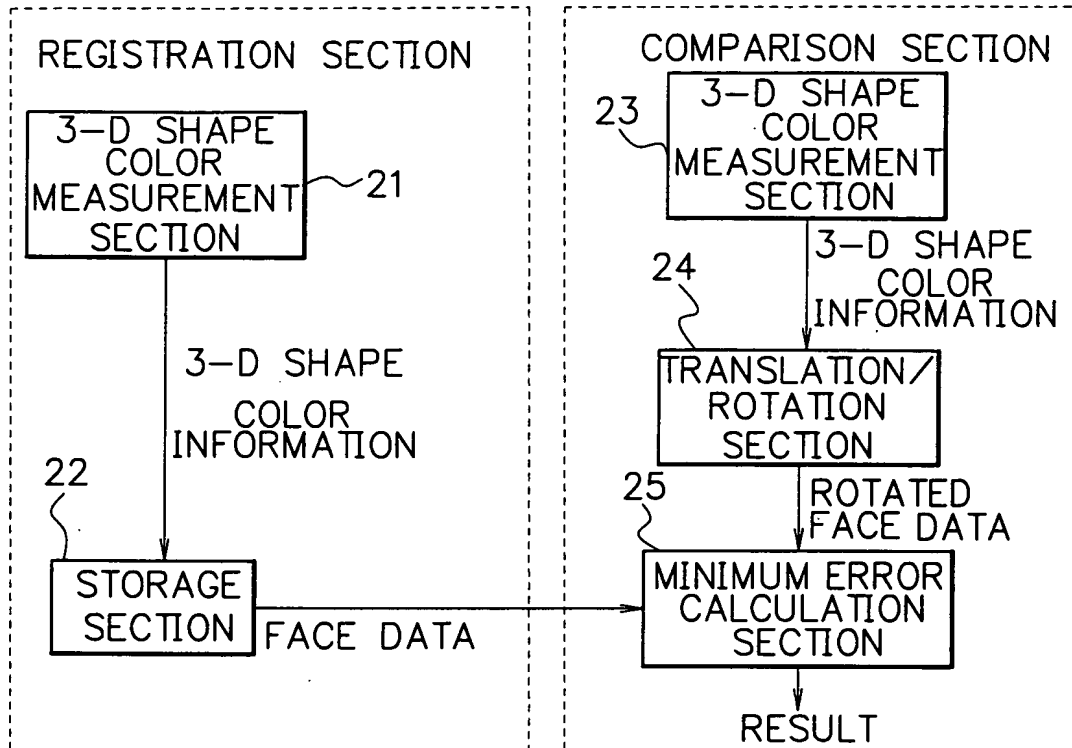 REGISTRATION SECTION
3-D SHAPE
COLOR
MEASUREMENT
SECTION
21
3-D SHAPE
COLOR
INFORMATION
22
STORAGE
SECTION
FACE DATA
COMPARISON SECTION
23
3-D SHAPE
COLOR
MEASUREMENT
SECTION
3-D SHAPE
COLOR
INFORMATION
24
TRANSLATION/
ROTATION
SECTION
ROTATED
FACE DATA
25
MINIMUM ERROR
CALCULATION
SECTION
RESULT